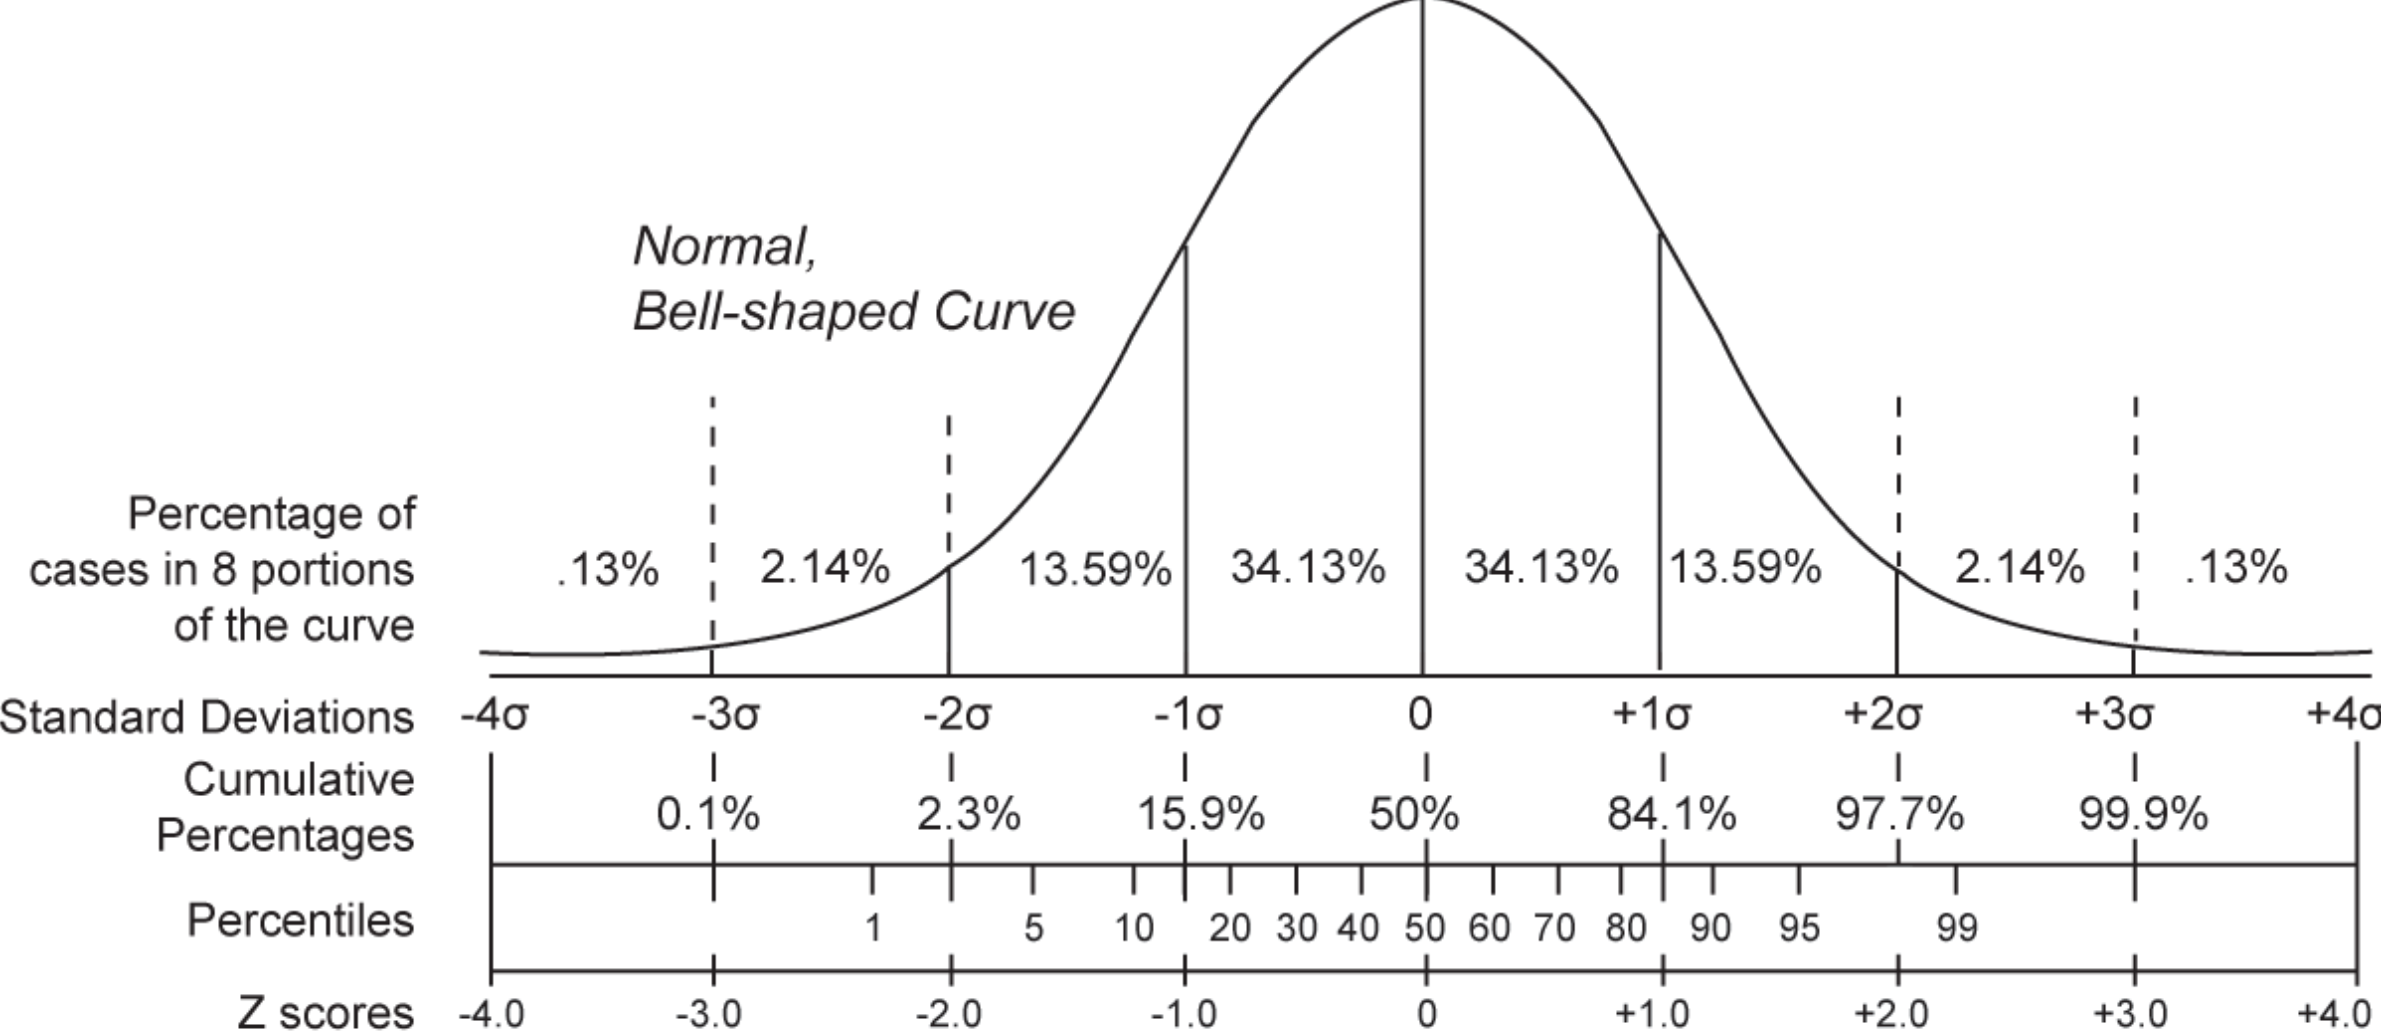 Normal,
Bell-shaped Curve
Percentage of
cases in 8 portions
of the curve
.13% 2.14% 13.59% 34.13% 34.13% 13.59% 2.14% .13%
Standard Deviations -4σ -3σ -2σ -1σ 0 +1σ +2σ +3σ +4σ
Cumulative
Percentages
0.1% 2.3% 15.9% 50% 84.1% 97.7% 99.9%
Percentiles 1 5 10 20 30 40 50 60 70 80 90 95 99
Z scores -4.0 -3.0 -2.0 -1.0 0 +1.0 +2.0 +3.0 +4.0